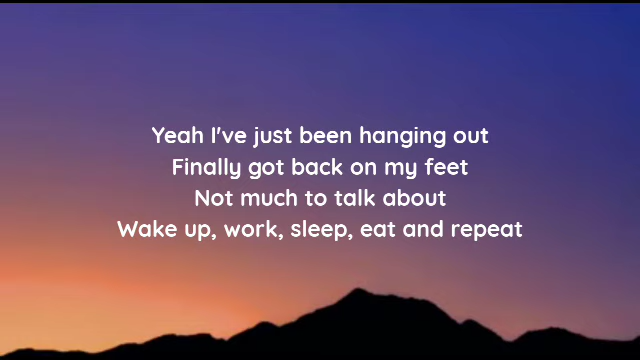 Yeah I've just been hanging out
Finally got back on my feet
Not much to talk about
Wake up, work, sleep, eat and repeat